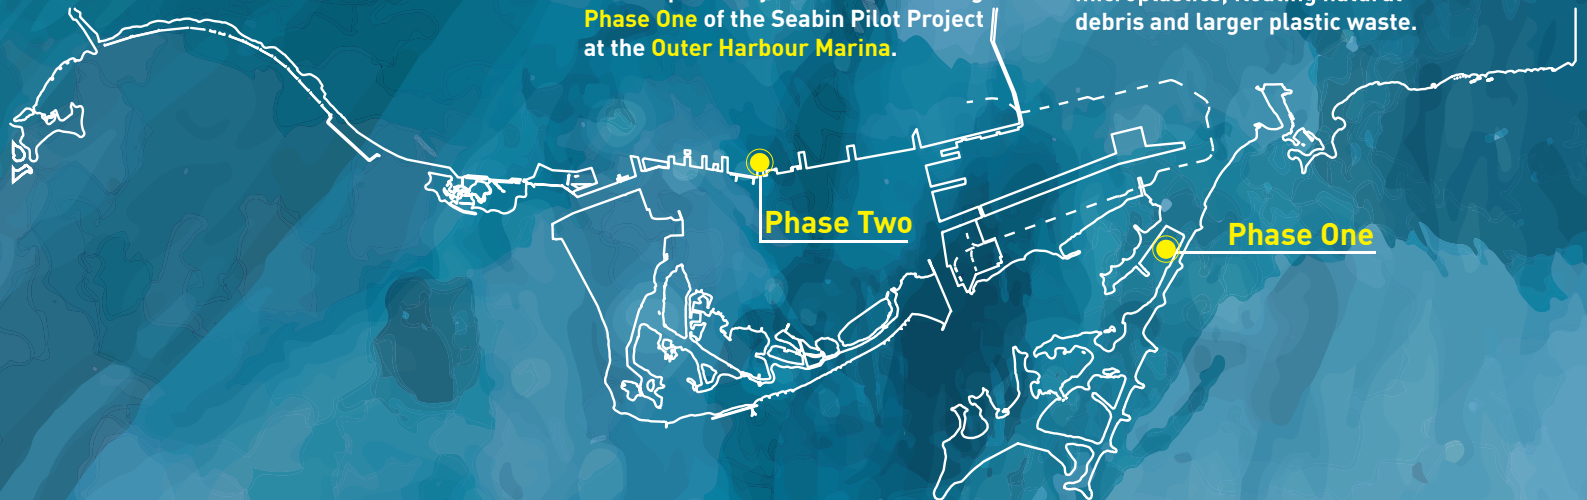 Phase One of the Seabin Pilot Project
at the Outer Harbour Marina.
debris and larger plastic waste.
Phase Two
Phase One